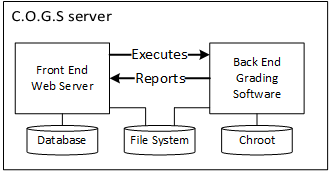 C.O.G.S server
Executes
Front End
Web Server
Reports
Back End
Grading
Software
Database
File System
Chroot